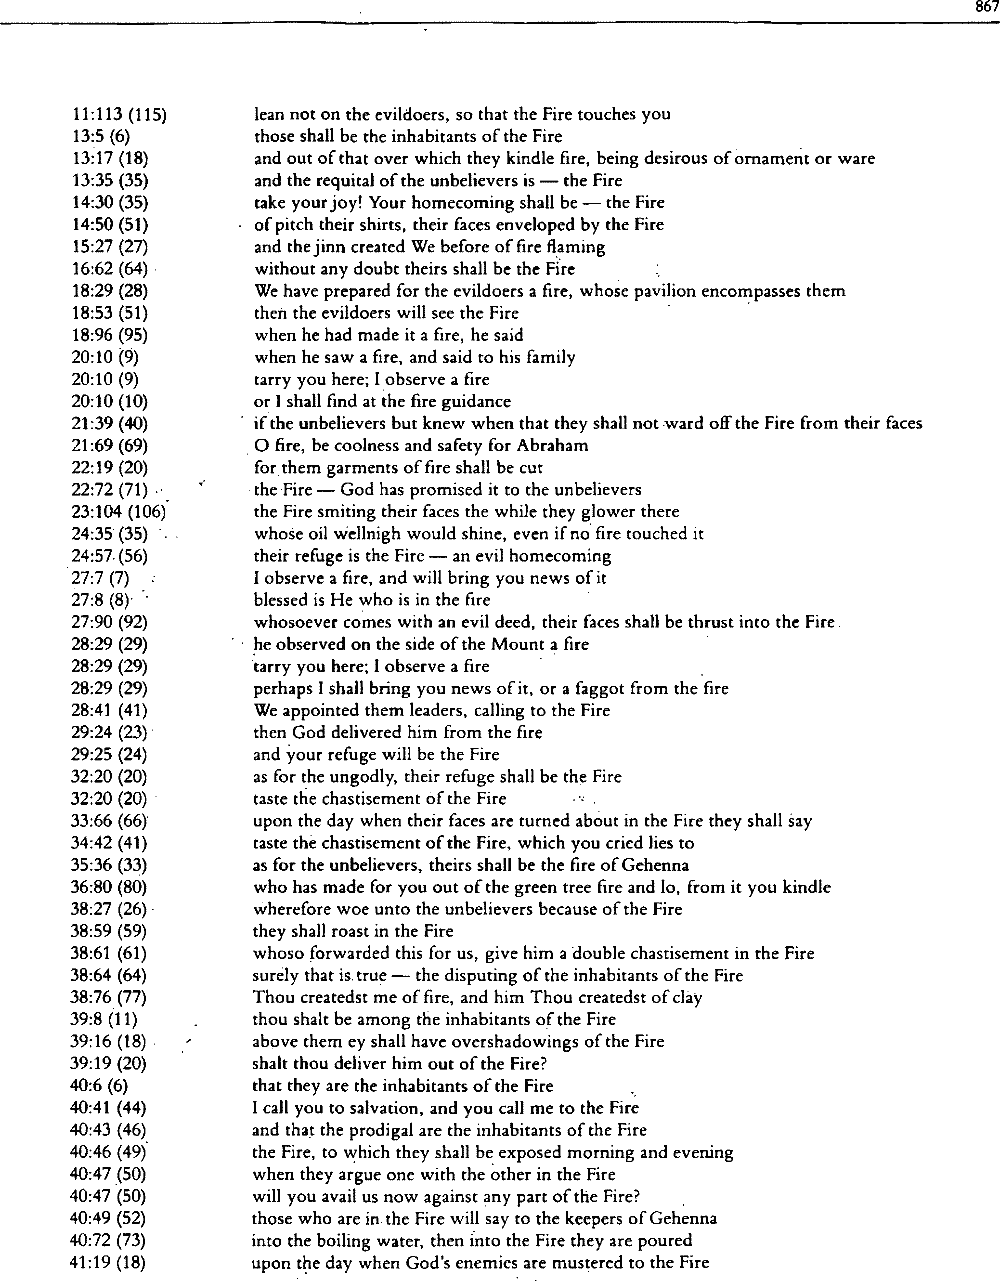 867
11:113 (115) lean not on the evildoers, so that the Fire touches you
13:5 (6) those shall be the inhabitants of the Fire
13:17 (18) and out of that over which they kindle fire, being desirous of ornament or ware
13:35 (35) and the requital of the unbelievers is — the Fire
14:30 (35) take your joy! Your homecoming shall be — the Fire
14:50 (51) of pitch their shirts, their faces enveloped by the Fire
15:27 (27) and the jinn created We before of fire flaming
16:62 (64) without any doubt theirs shall be the Fire
18:29 (28) We have prepared for the evildoers a fire, whose pavilion encompasses them
18:53 (51) then the evildoers will see the Fire
18:96 (95) when he had made it a fire, he said
20:10 (9) when he saw a fire, and said to his family
20:10 (9) tarry you here; I observe a fire
20:10 (10) or I shall find at the fire guidance
21:39 (40) if the unbelievers but knew when that they shall not ward off the Fire from their faces
21:69 (69) O fire, be coolness and safety for Abraham
22:19 (20) for them garments of fire shall be cut
22:72 (71) the Fire — God has promised it to the unbelievers
23:104 (106) the Fire smiting their faces the while they glower there
24:35 (35) whose oil wellnigh would shine, even if no fire touched it
24:57 (56) their refuge is the Fire — an evil homecoming
27:7 (7) I observe a fire, and will bring you news of it
27:8 (8) blessed is He who is in the fire
27:90 (92) whosoever comes with an evil deed, their faces shall be thrust into the Fire
28:29 (29) he observed on the side of the Mount a fire
28:29 (29) tarry you here; I observe a fire
28:29 (29) perhaps I shall bring you news of it, or a faggot from the fire
28:41 (41) We appointed them leaders, calling to the Fire
29:24 (23) then God delivered him from the fire
29:25 (24) and your refuge will be the Fire
32:20 (20) as for the ungodly, their refuge shall be the Fire
32:20 (20) taste the chastisement of the Fire
33:66 (66) upon the day when their faces are turned about in the Fire they shall say
34:42 (41) taste the chastisement of the Fire, which you cried lies to
35:36 (33) as for the unbelievers, theirs shall be the fire of Gehenna
36:80 (80) who has made for you out of the green tree fire and lo, from it you kindle
38:27 (26) wherefore woe unto the unbelievers because of the Fire
38:59 (59) they shall roast in the Fire
38:61 (61) whoso forwarded this for us, give him a double chastisement in the Fire
38:64 (64) surely that is true — the disputing of the inhabitants of the Fire
38:76 (77) Thou createdst me of fire, and him Thou createdst of clay
39:8 (11) thou shalt be among the inhabitants of the Fire
39:16 (18) above them ey shall have overshadowings of the Fire
39:19 (20) shalt thou deliver him out of the Fire?
40:6 (6) that they are the inhabitants of the Fire
40:41 (44) I call you to salvation, and you call me to the Fire
40:43 (46) and that the prodigal are the inhabitants of the Fire
40:46 (49) the Fire, to which they shall be exposed morning and evening
40:47 (50) when they argue one with the other in the Fire
40:47 (50) will you avail us now against any part of the Fire?
40:49 (52) those who are in the Fire will say to the keepers of Gehenna
40:72 (73) into the boiling water, then into the Fire they are poured
41:19 (18) upon the day when God's enemies are mustered to the Fire